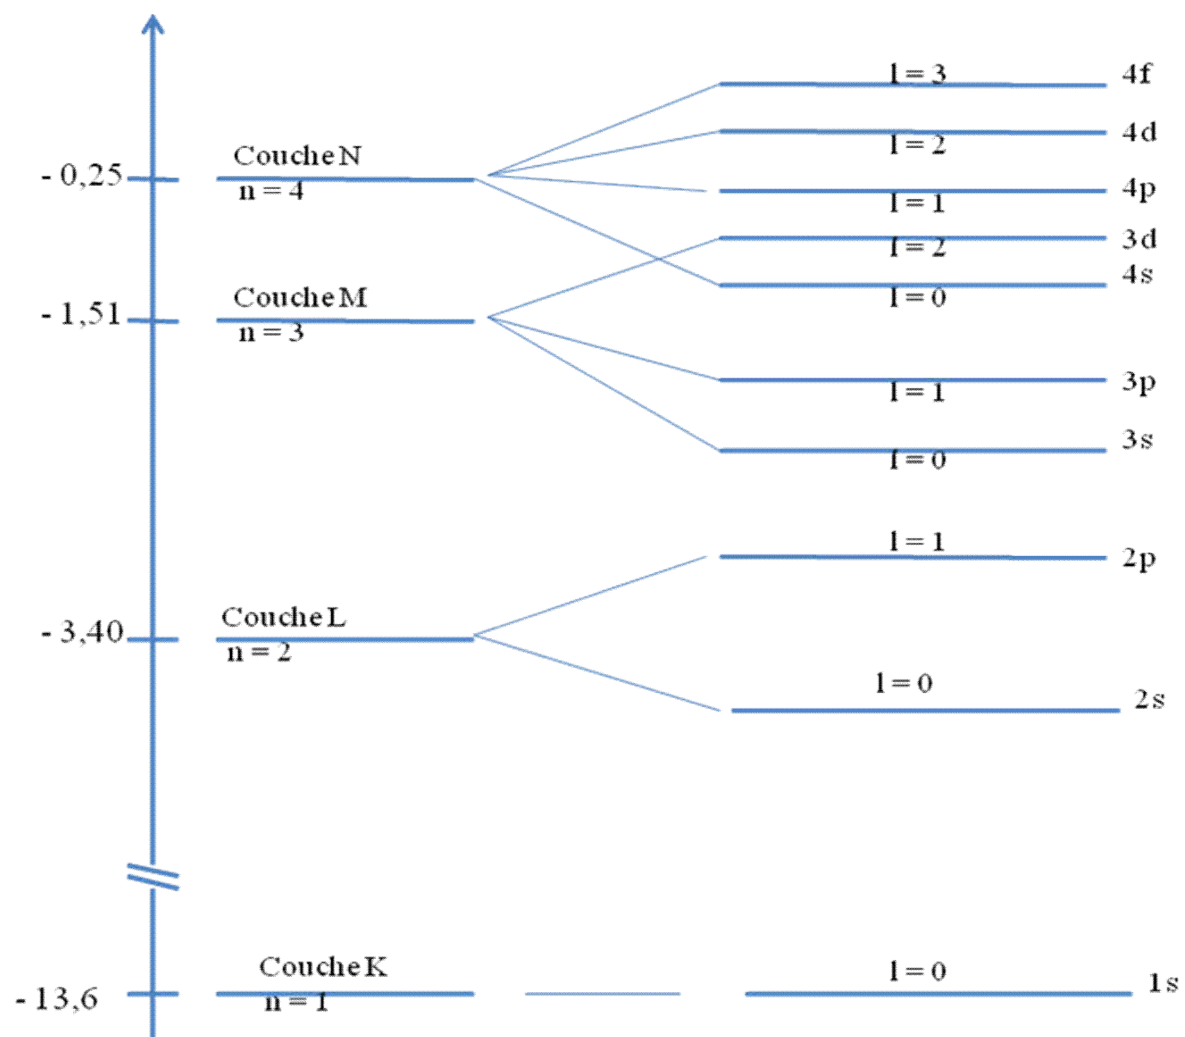 l = 3
4f
4d
l = 2
Couche N
- 0,25
n = 4
4p
l = 1
3d
l = 2
4s
Couche M
l = 0
- 1,51
n = 3
3p
l = 1
3s
l = 0
l = 1
2p
Couche L
- 3,40
n = 2
l = 0
2s
Couche K
l = 0
1s
- 13,6
n = 1